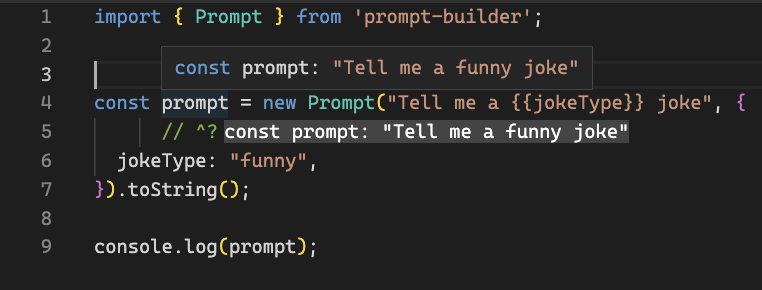 1 import { Prompt } from 'prompt-builder';
2
const prompt: "Tell me a funny joke"
3
4 const prompt = new Prompt("Tell me a {{jokeType}} joke", {
5 // ^? const prompt: "Tell me a funny joke"
6 jokeType: "funny",
7 }).toString();
8
9 console.log(prompt);